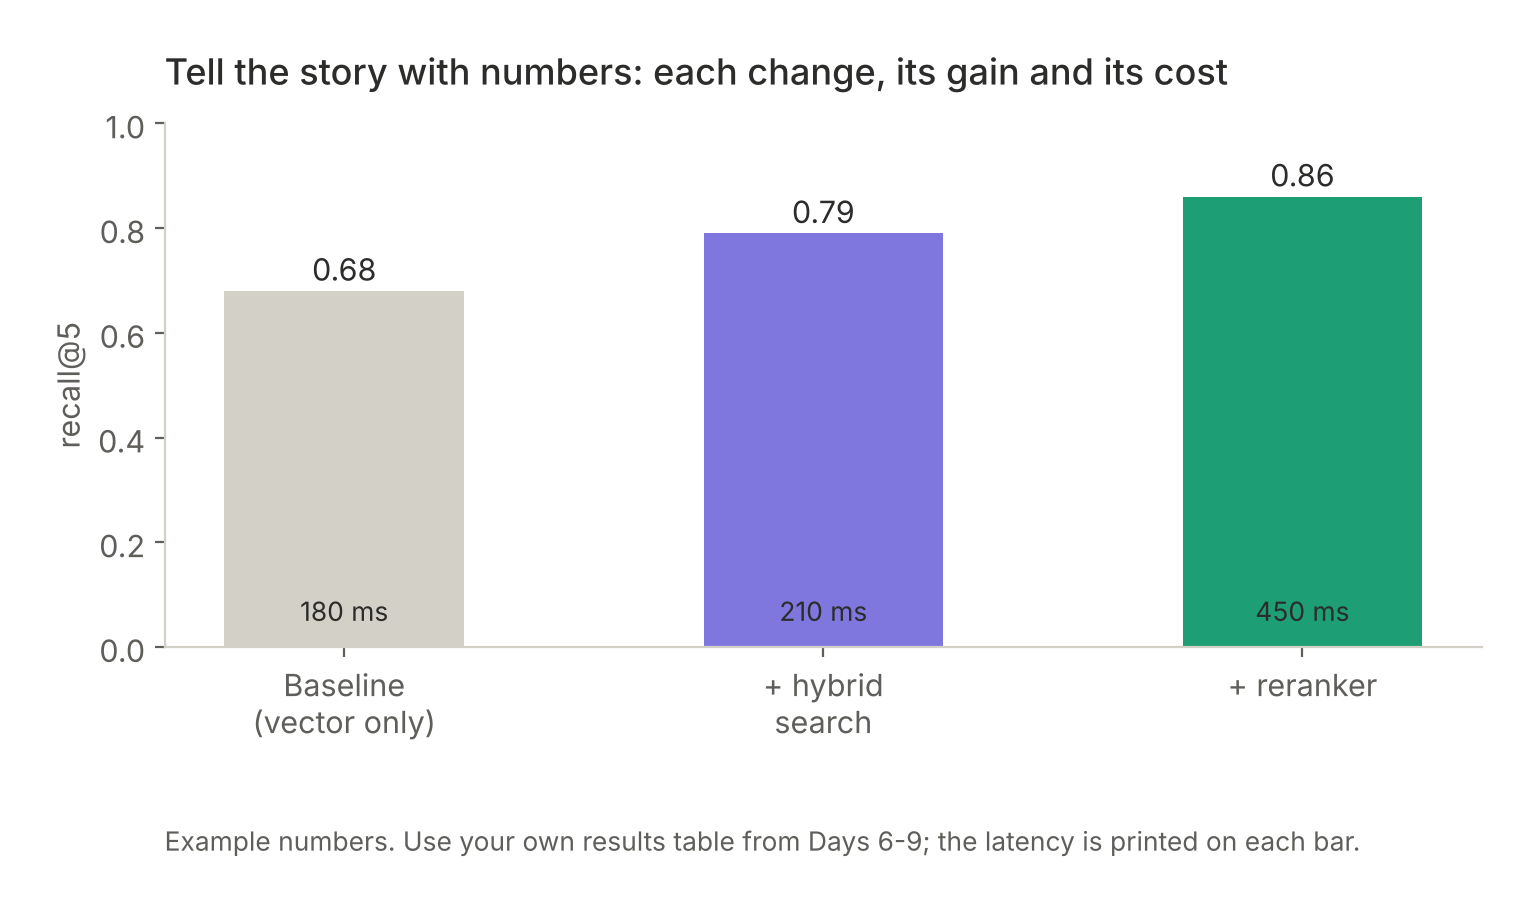 Tell the story with numbers: each change, its gain and its cost
1.0
0.8
0.6
0.4
0.2
0.0
recall@5
0.68
0.79
0.86
180 ms
210 ms
450 ms
Baseline
(vector only)
+ hybrid
search
+ reranker
Example numbers. Use your own results table from Days 6-9; the latency is printed on each bar.